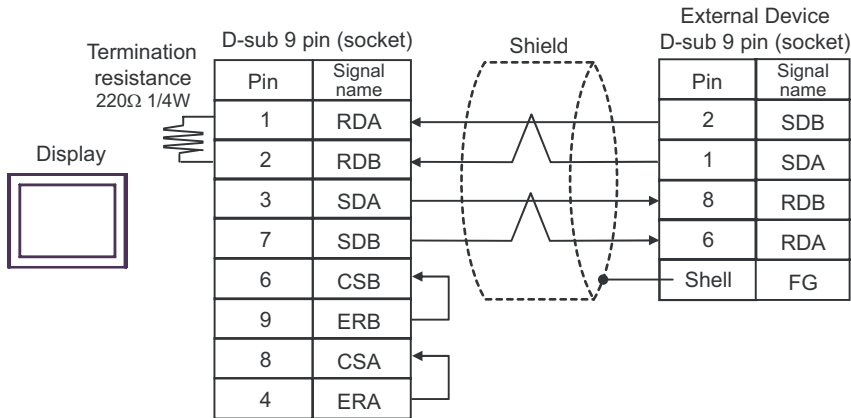 External Device
D-sub 9 pin (socket)
Shield
D-sub 9 pin (socket)
Termination
resistance
220Ω 1/4W
Display
Pin Signal name
1 RDA
2 RDB
3 SDA
7 SDB
6 CSB
9 ERB
8 CSA
4 ERA
Pin Signal name
2 SDB
1 SDA
8 RDB
6 RDA
Shell FG